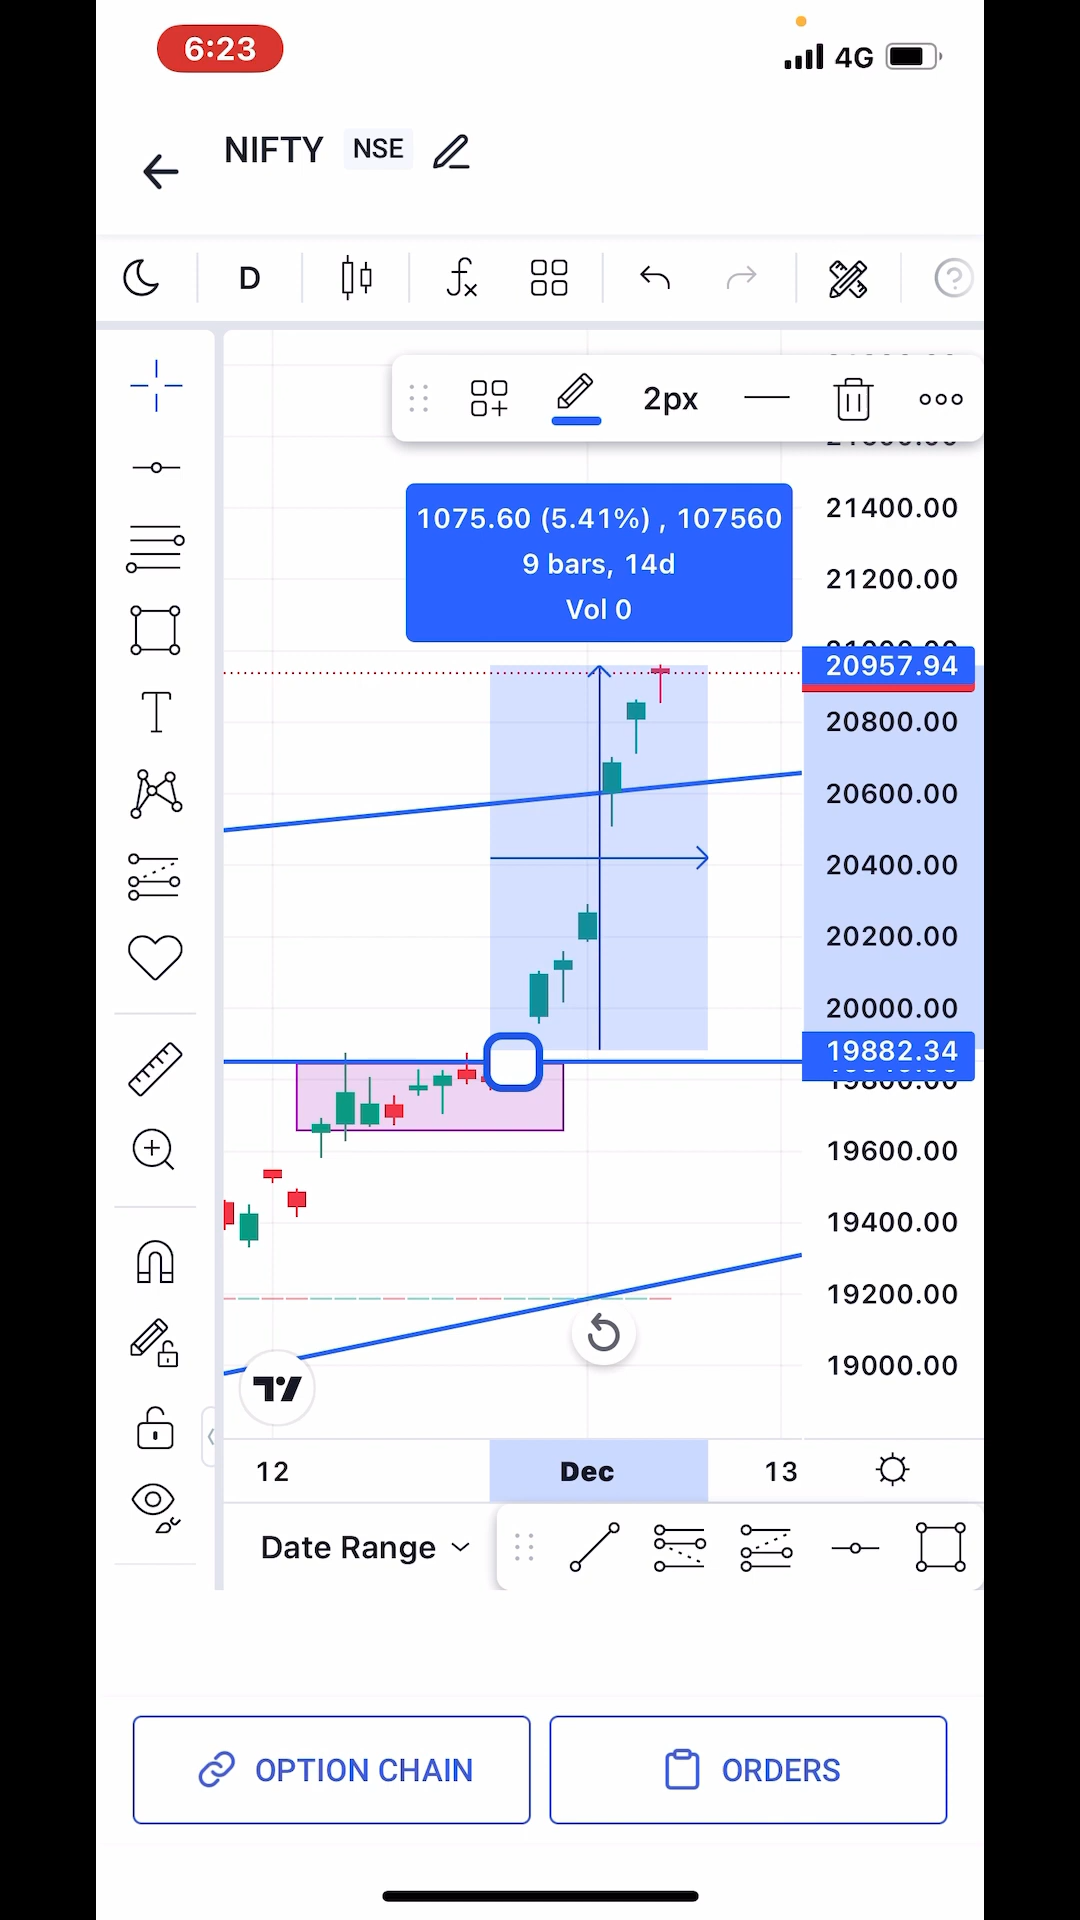 6:23
4G
NIFTY NSE
D
2px
1075.60 (5.41%) , 107560
9 bars, 14d
Vol 0
21400.00
21200.00
20957.94
20800.00
20600.00
20400.00
20200.00
20000.00
19882.34
19800.00
19600.00
19400.00
19200.00
19000.00
12 Dec 13
Date Range
OPTION CHAIN
ORDERS